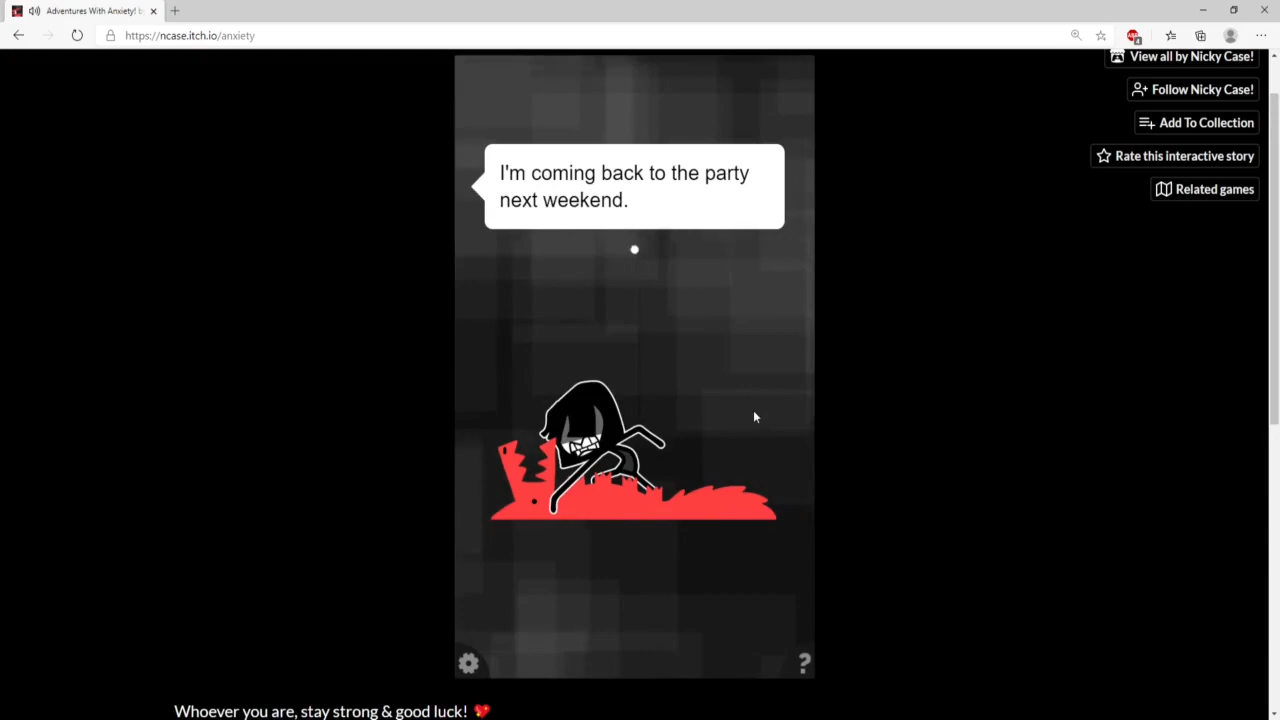 Adventures With Anxiety! b
https://ncase.itch.io/anxiety
View all by Nicky Case!
Follow Nicky Case!
Add To Collection
Rate this interactive story
Related games
I'm coming back to the party
next weekend.
?
Whoever you are, stay strong & good luck! 💖